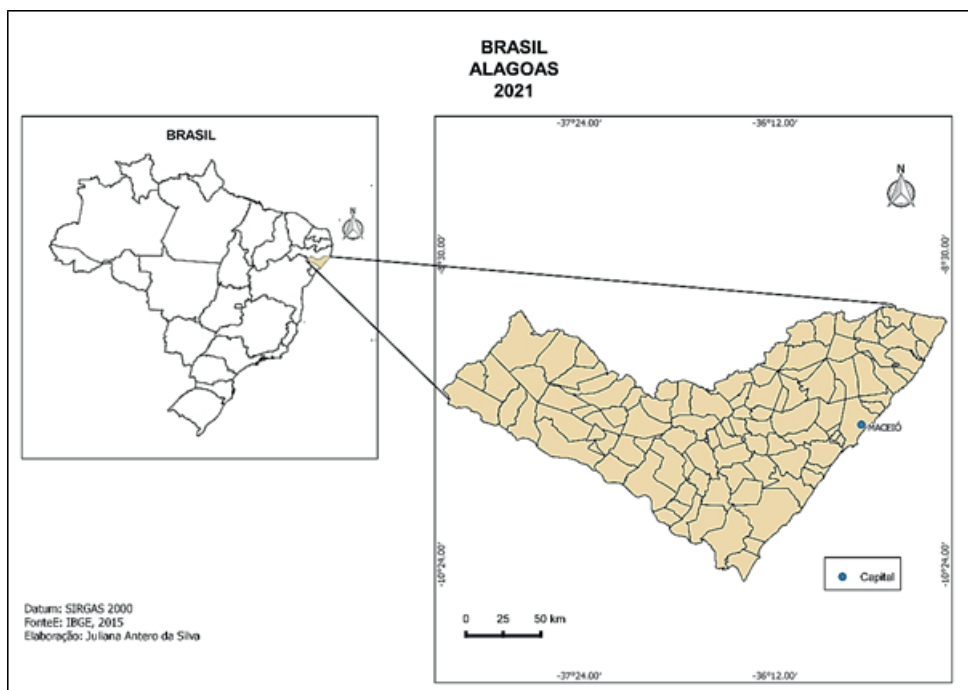 BRASIL
ALAGOAS
2021
BRASIL
N
-37°24.00'
-36°12.00'
N
-8°30.00'
-8°30.00'
MACEIÓ
-10°24.00'
-10°24.00'
Capital
0 25 50 km
-37°24.00'
-36°12.00'
Datum: SIRGAS 2000
FonteE: IBGE, 2015
Elaboração: Juliana Antero da Silva